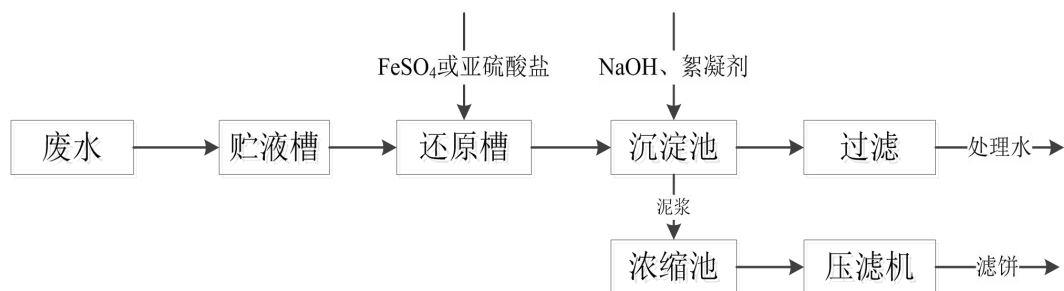 FeSO₄或亚硫酸盐
NaOH、絮凝剂
废水
贮液槽
还原槽
沉淀池
过滤
处理水
泥浆
浓缩池
压滤机
滤饼